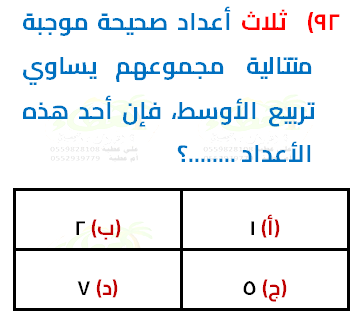 ٩٢) ثلاث أعداد صحيحة موجبة
متتالية مجموعهم يساوي
تربيع الأوسط، فإن أحد هذه
الأعداد ........؟
(أ) ١
(ب) ٢
(ج) ٥
(د) ٧